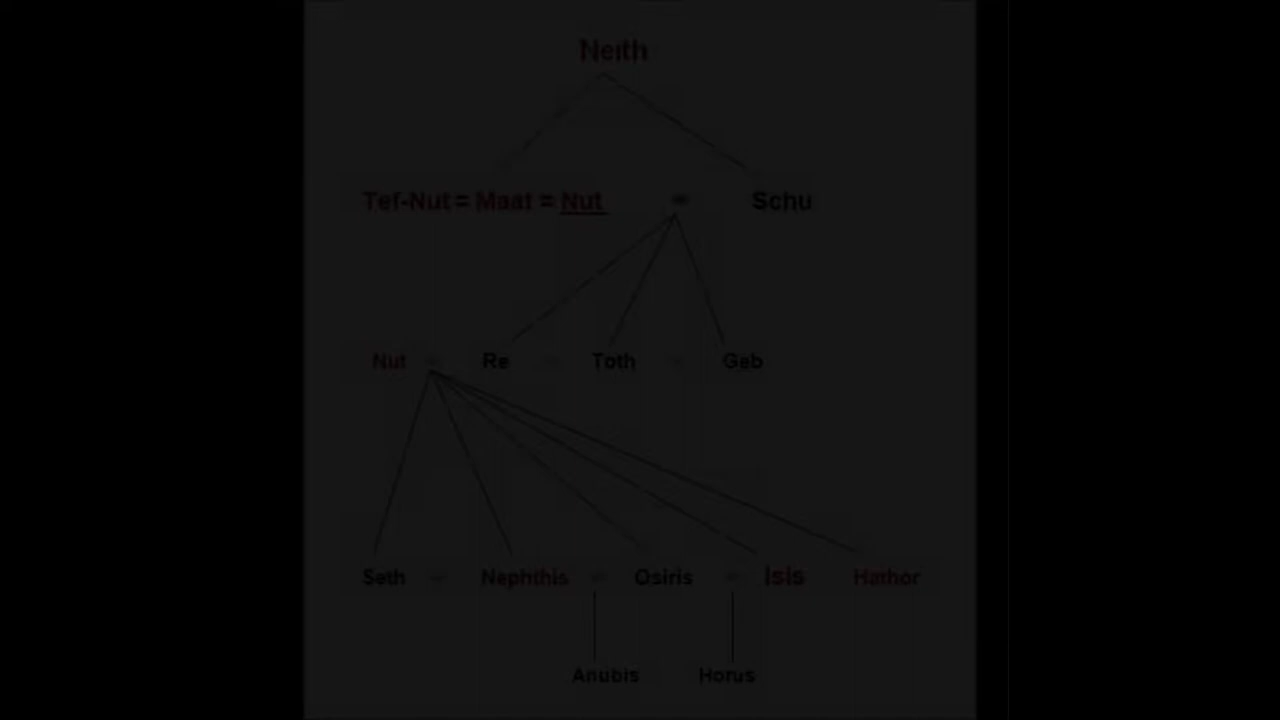 Neith
Tef-Nut = Maat = Nut ∞ Schu
Nut Re Toth Geb
Seth Nephthis Osiris Isis Hathor
Anubis Horus